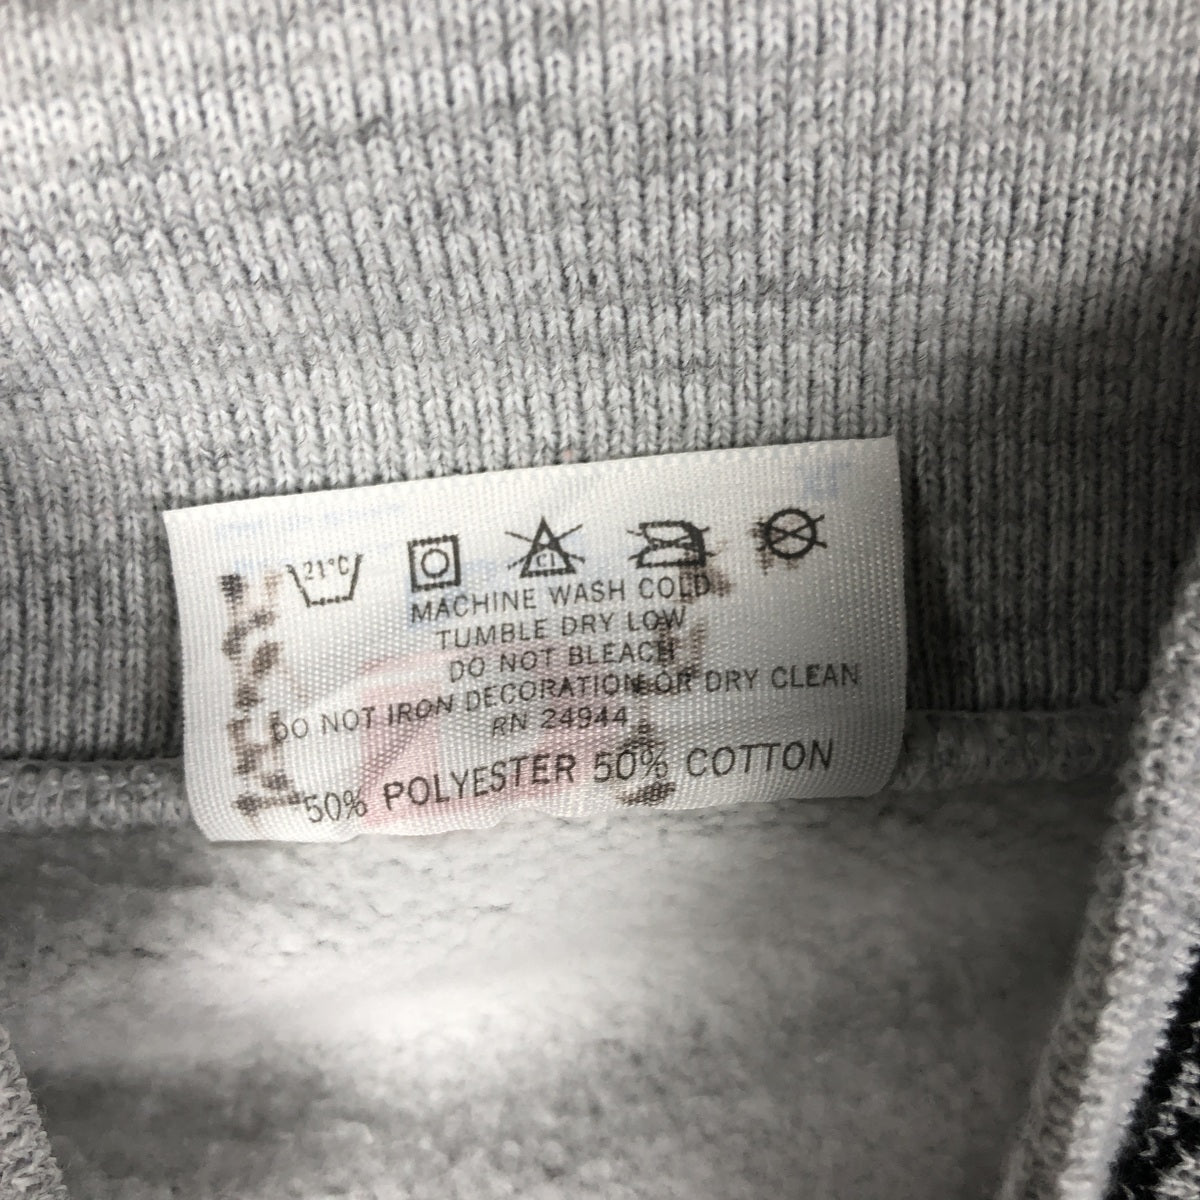 21°C
CL
MACHINE WASH COLD
TUMBLE DRY LOW
DO NOT BLEACH
DO NOT IRON DECORATION OR DRY CLEAN
RN 24944
50% POLYESTER 50% COTTON